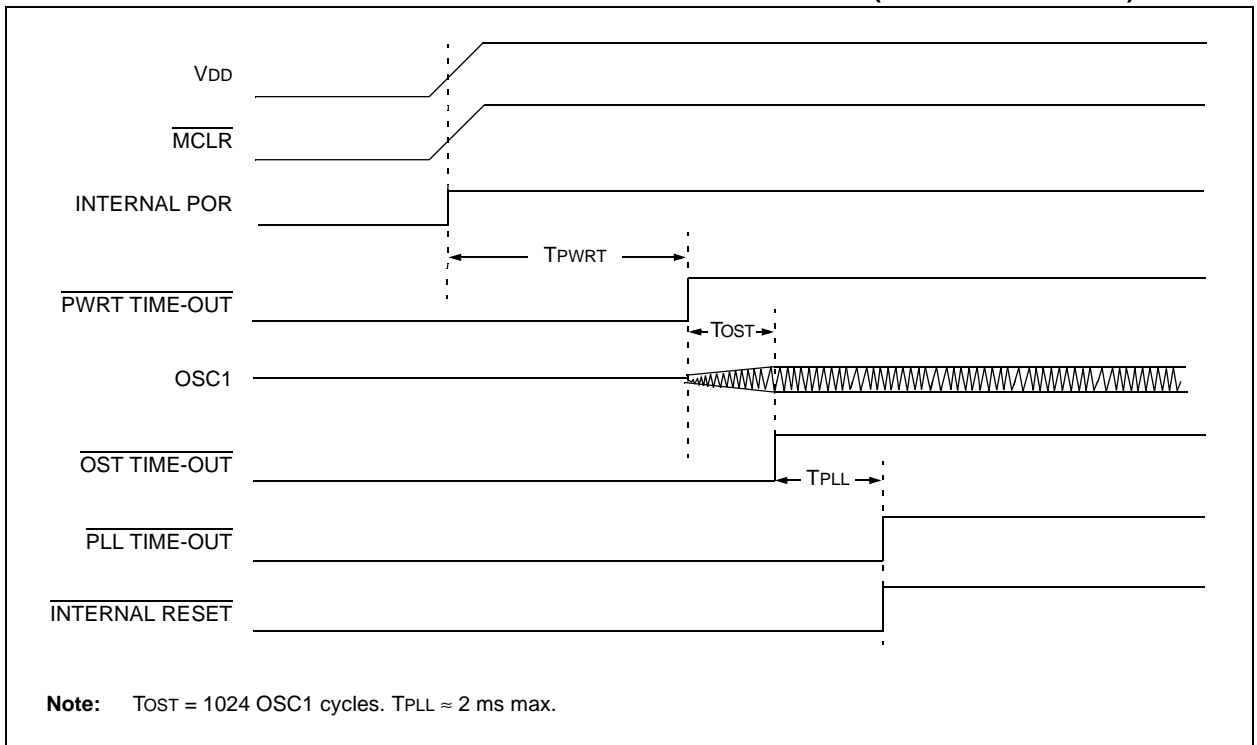 VDD
MCLR
INTERNAL POR
TPWRT
PWRT TIME-OUT
TOST
OSC1
OST TIME-OUT
TPLL
PLL TIME-OUT
INTERNAL RESET
Note: TOST = 1024 OSC1 cycles. TPLL ≈ 2 ms max.